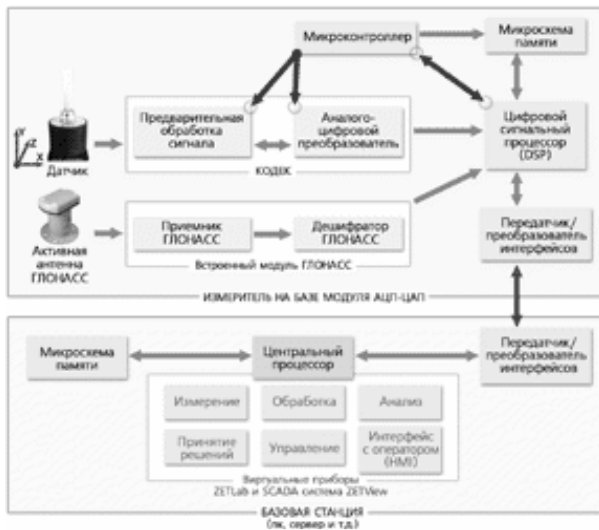 Микроконтроллер
Микросхема
памяти
Предварительная
обработка
сигнала
Аналого-
цифровой
преобразователь
Цифровой
сигнальный
процессор
(DSP)
Y
Z
X
Датчик
КОДЕК
Приемник
ГЛОНАСС
Дешифратор
ГЛОНАСС
Передатчик/
преобразователь
интерфейсов
Активная
антенна
ГЛОНАСС
Встроенный модуль ГЛОНАСС
ИЗМЕРИТЕЛЬ НА БАЗЕ МОДУЛЯ АЦП-ЦАП
Микросхема
памяти
Центральный
процессор
Передатчик/
преобразователь
интерфейсов
Измерение
Обработка
Анализ
Принятие
решений
Управление
Интерфейс
с оператором
(HMI)
Виртуальные приборы
ZETLab и SCADA система ZETView
БАЗОВАЯ СТАНЦИЯ
(пк, сервер и т.д.)